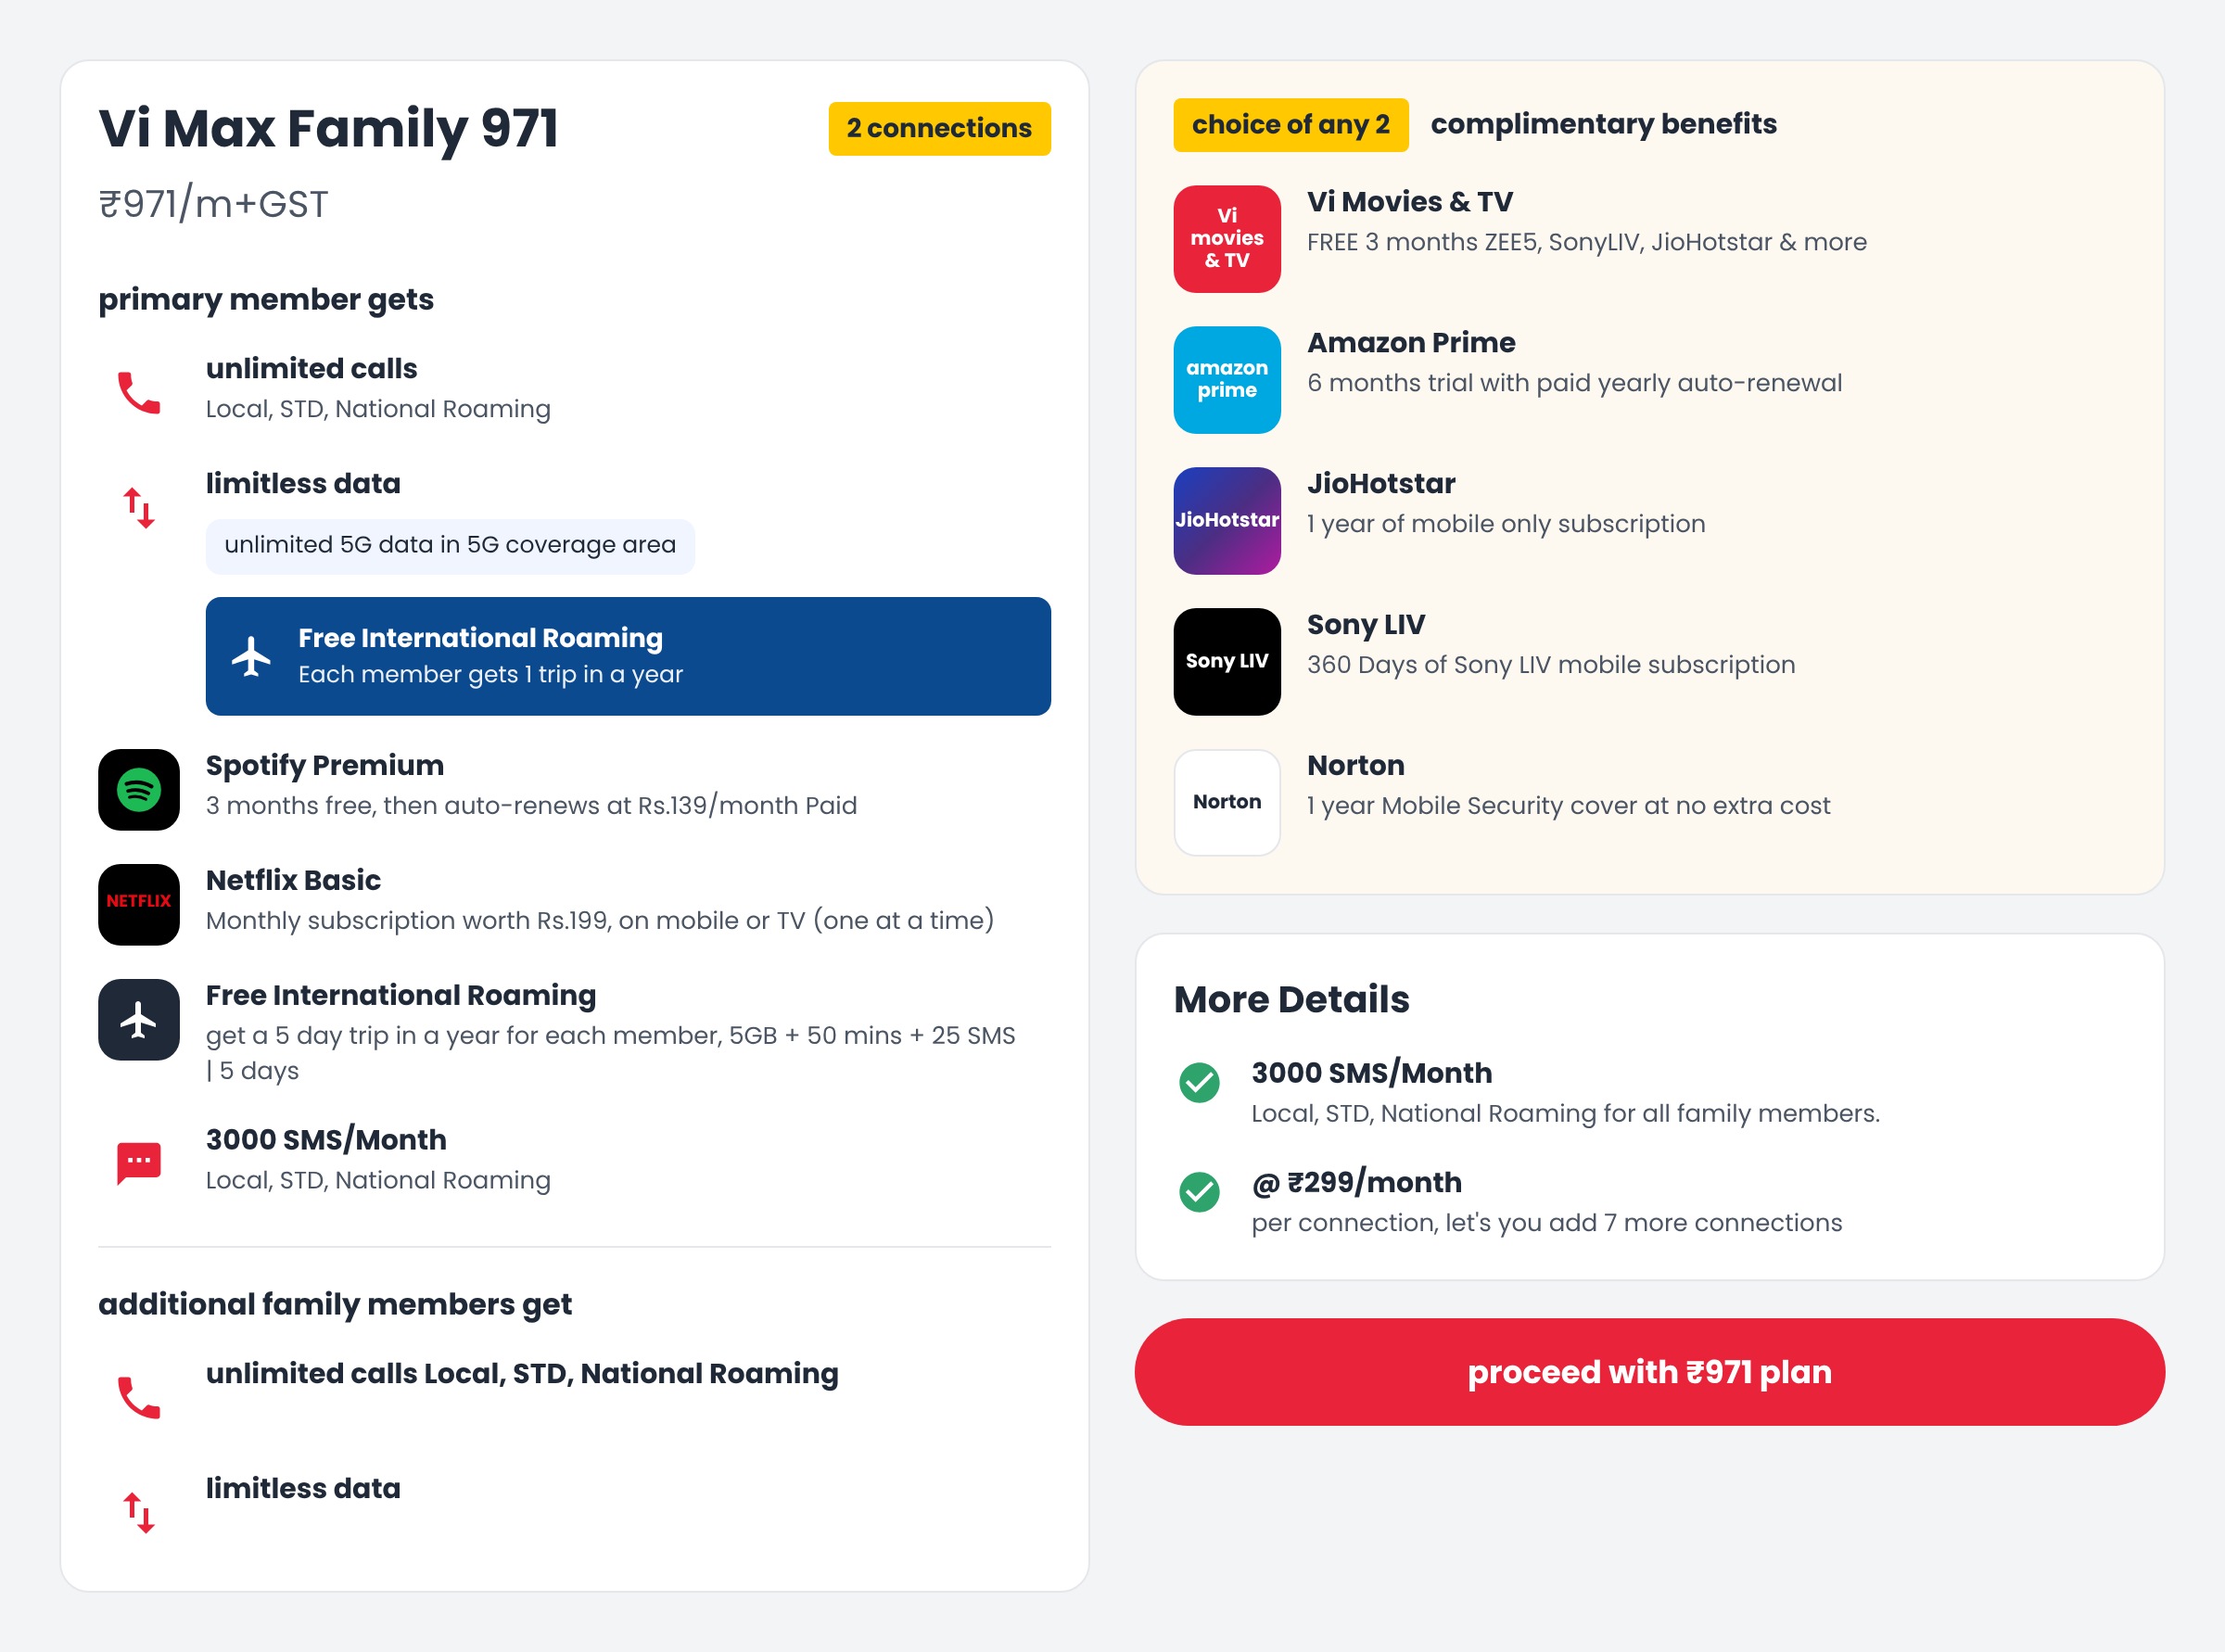 Vi Max Family 971
2 connections
₹971/m+GST
primary member gets
unlimited calls
Local, STD, National Roaming
limitless data
unlimited 5G data in 5G coverage area
Free International Roaming
Each member gets 1 trip in a year
Spotify Premium
3 months free, then auto-renews at Rs.139/month Paid
NETFLIX
Netflix Basic
Monthly subscription worth Rs.199, on mobile or TV (one at a time)
Free International Roaming
get a 5 day trip in a year for each member, 5GB + 50 mins + 25 SMS
| 5 days
3000 SMS/Month
Local, STD, National Roaming
additional family members get
unlimited calls Local, STD, National Roaming
limitless data
choice of any 2 complimentary benefits
Vi
movies
& TV
Vi Movies & TV
FREE 3 months ZEE5, SonyLIV, JioHotstar & more
amazon
prime
Amazon Prime
6 months trial with paid yearly auto-renewal
JioHotstar
JioHotstar
1 year of mobile only subscription
Sony LIV
Sony LIV
360 Days of Sony LIV mobile subscription
Norton
Norton
1 year Mobile Security cover at no extra cost
More Details
3000 SMS/Month
Local, STD, National Roaming for all family members.
@ ₹299/month
per connection, let's you add 7 more connections
proceed with ₹971 plan